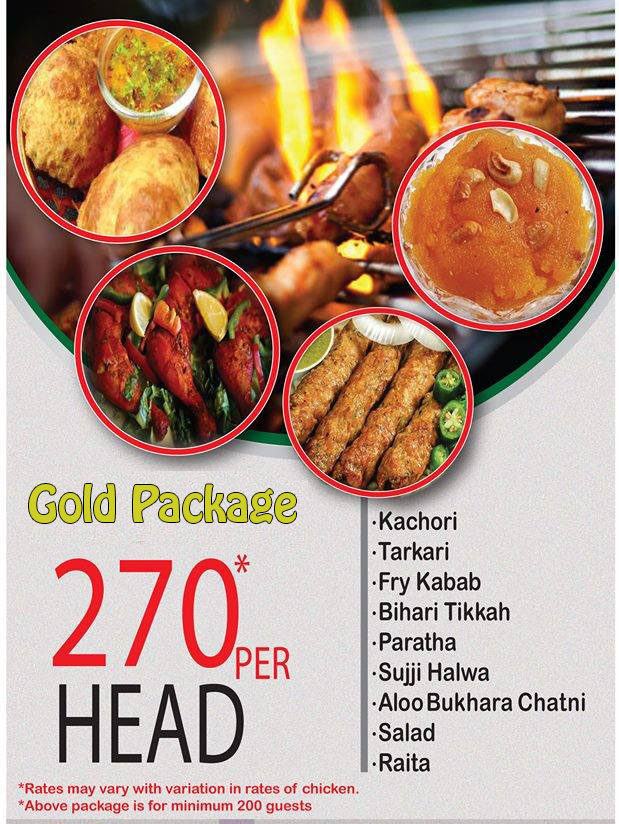 Gold Package
270*
PER
HEAD
·Kachori
·Tarkari
·Fry Kabab
·Bihari Tikkah
·Paratha
·Sujji Halwa
·Aloo Bukhara Chatni
·Salad
·Raita
*Rates may vary with variation in rates of chicken.
*Above package is for minimum 200 guests